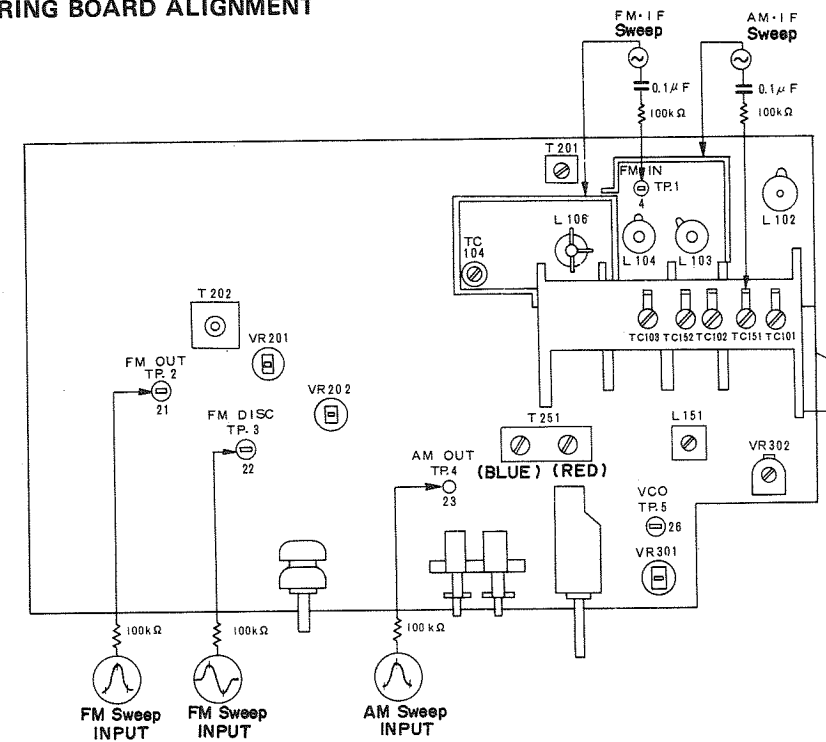 RING BOARD ALIGNMENT
FM·IF
Sweep
AM·IF
Sweep
0.1μF
0.1μF
100kΩ
100kΩ
T 201
FM IN
TP.1
4
L 102
L 106
TC
104
L 104
L 103
T 202
TC103
TC152
TC102
TC151
TC101
VR201
FM OUT
TP. 2
21
VR202
FM DISC
TP. 3
22
T 251
L 151
AM OUT
TP.4
23
(BLUE) (RED)
VR302
VCO
TP. 5
26
VR301
100kΩ
100kΩ
100 kΩ
FM Sweep
INPUT
FM Sweep
INPUT
AM Sweep
INPUT